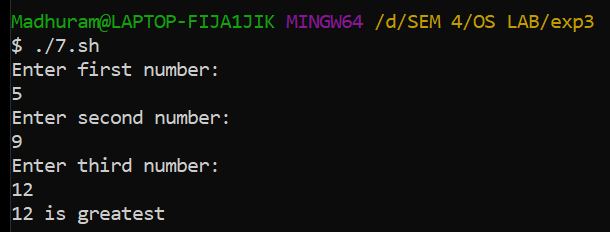 Madhuram@LAPTOP-FIJA1JIK MINGW64 /d/SEM 4/OS LAB/exp3
$ ./7.sh
Enter first number:
5
Enter second number:
9
Enter third number:
12
12 is greatest